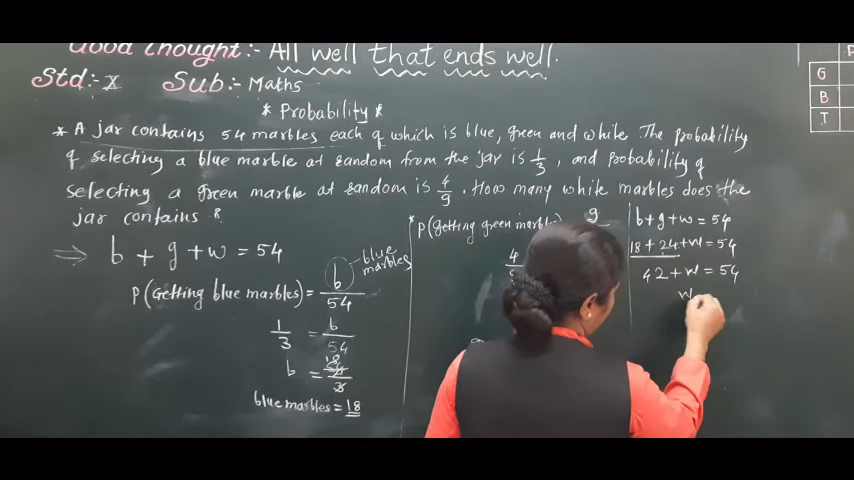 Good Thought:- All well that ends well.
Std:- X Sub:- Maths
* Probability *
* A jar contains 54 marbles each of which is blue, green and white. The probability
of selecting a blue marble at random from the jar is 1/3, and probability of
selecting a green marble at random is 4/9. How many white marbles does the
jar contains ?
⇒ b + g + w = 54
blue marbles
P(Getting blue marbles) = b/54
1/3 = b/54
b = 54/3 18
blue marbles = 18
* P(getting green marble) g
4
b + g + w = 54
18 + 24 + w = 54
42 + w = 54
w
G
B
T